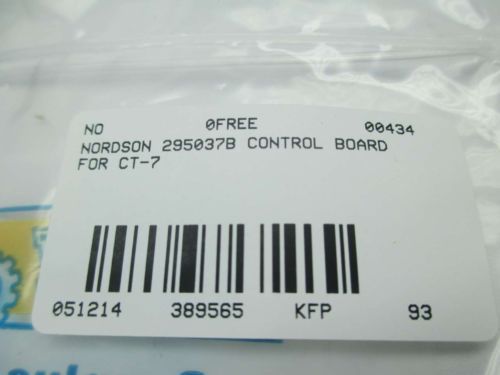 NO 0FREE 00434
NORDSON 295037B CONTROL BOARD
FOR CT-7
051214 389565 KFP 93